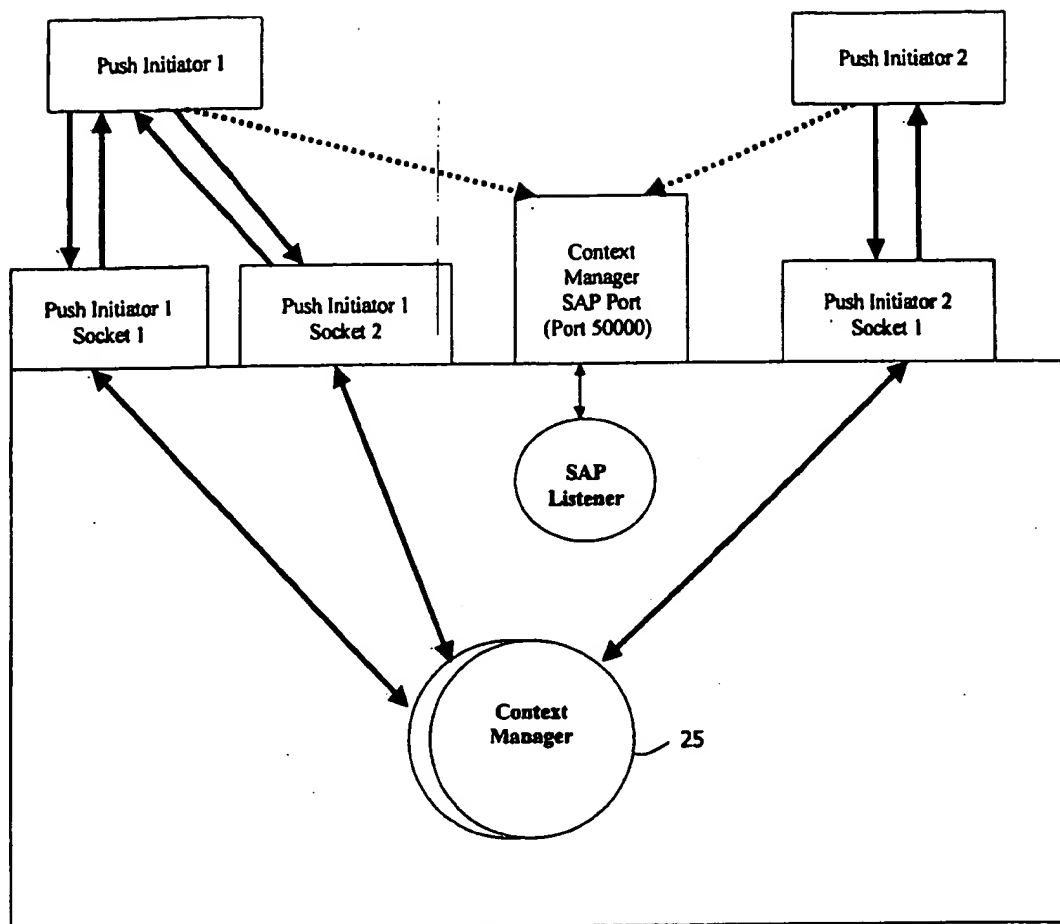 Push Initiator 1
Push Initiator 2
Context
Manager
SAP Port
(Port 50000)
Push Initiator 1
Socket 1
Push Initiator 1
Socket 2
Push Initiator 2
Socket 1
SAP
Listener
Context
Manager
25